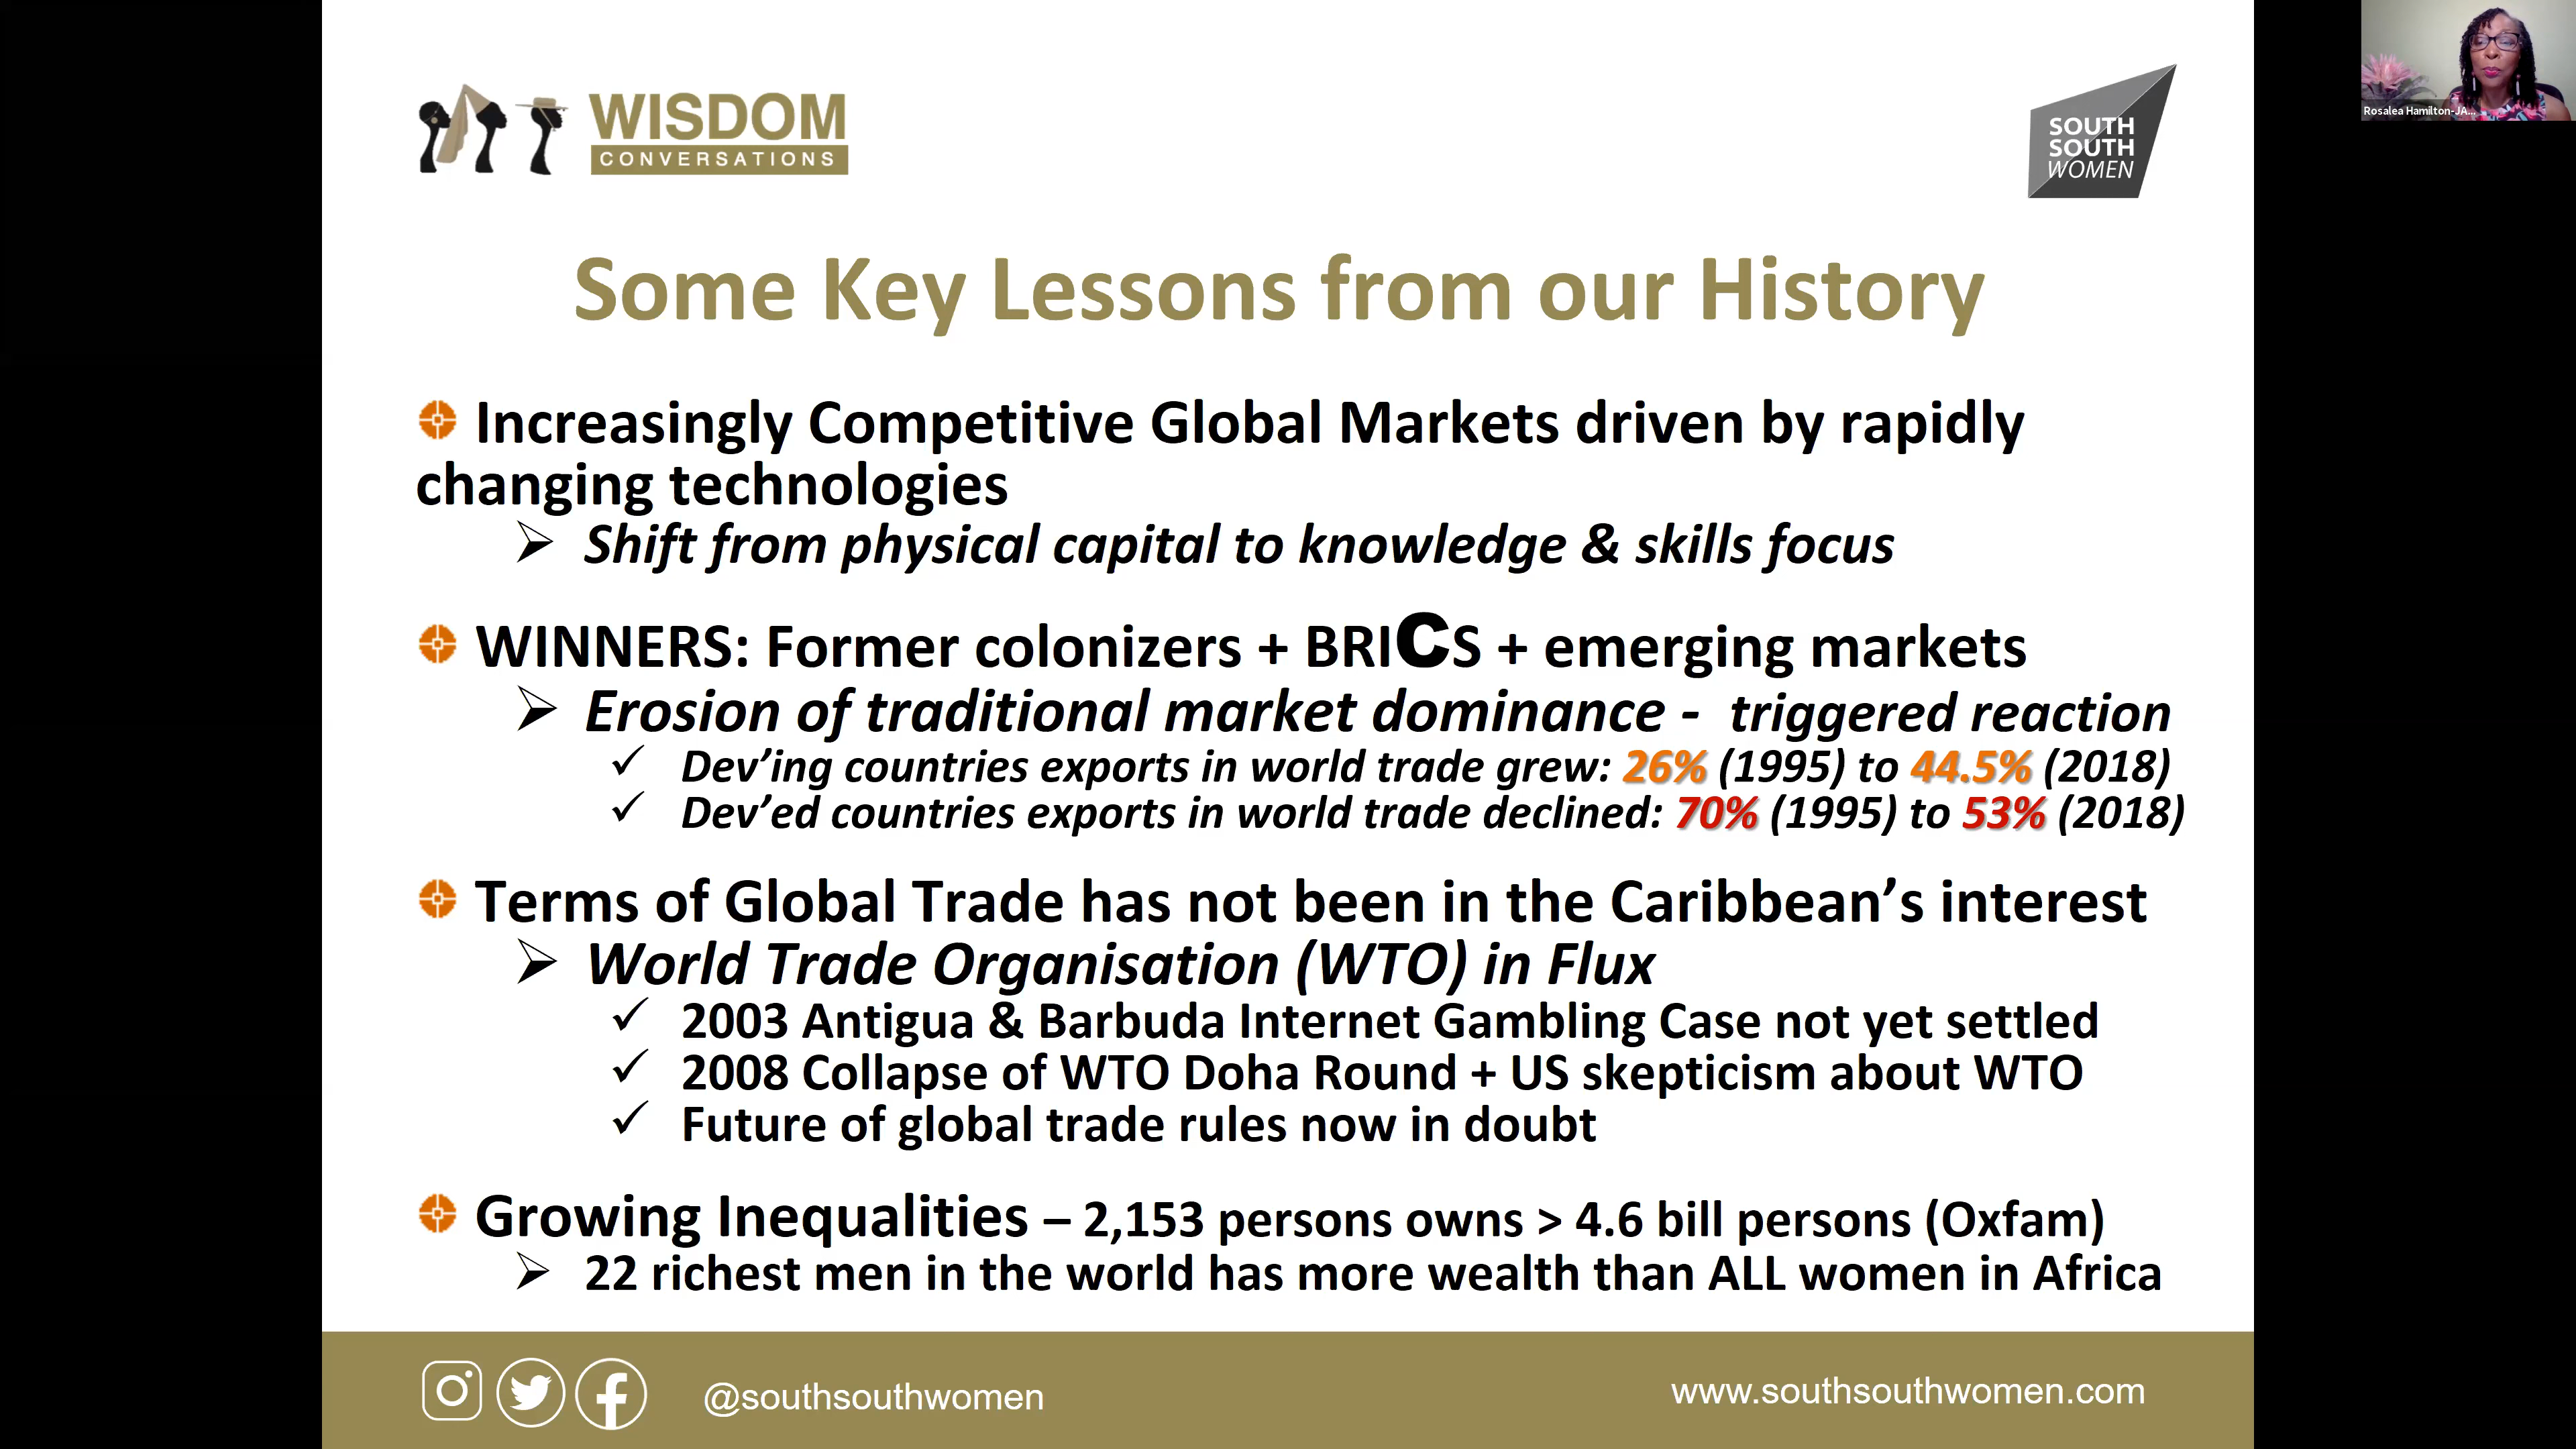 WISDOM
CONVERSATIONS
SOUTH
SOUTH
WOMEN
Rosalea Hamilton-JA...
Some Key Lessons from our History
Increasingly Competitive Global Markets driven by rapidly
changing technologies
Shift from physical capital to knowledge & skills focus
WINNERS: Former colonizers + BRICS + emerging markets
Erosion of traditional market dominance - triggered reaction
Dev’ing countries exports in world trade grew: 26% (1995) to 44.5% (2018)
Dev’ed countries exports in world trade declined: 70% (1995) to 53% (2018)
Terms of Global Trade has not been in the Caribbean’s interest
World Trade Organisation (WTO) in Flux
2003 Antigua & Barbuda Internet Gambling Case not yet settled
2008 Collapse of WTO Doha Round + US skepticism about WTO
Future of global trade rules now in doubt
Growing Inequalities – 2,153 persons owns > 4.6 bill persons (Oxfam)
22 richest men in the world has more wealth than ALL women in Africa
@southsouthwomen
www.southsouthwomen.com